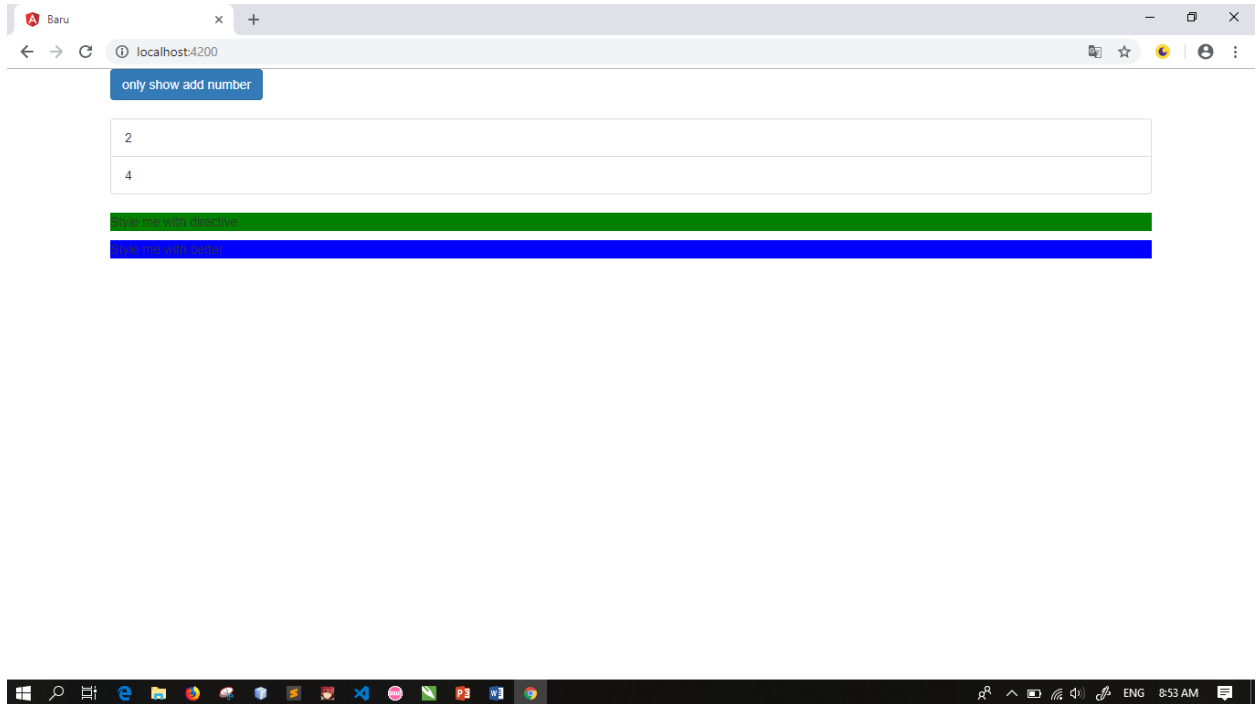 Baru
localhost:4200
only show add number
2
4
Style me with directive
Style me with better
ENG 8:53 AM